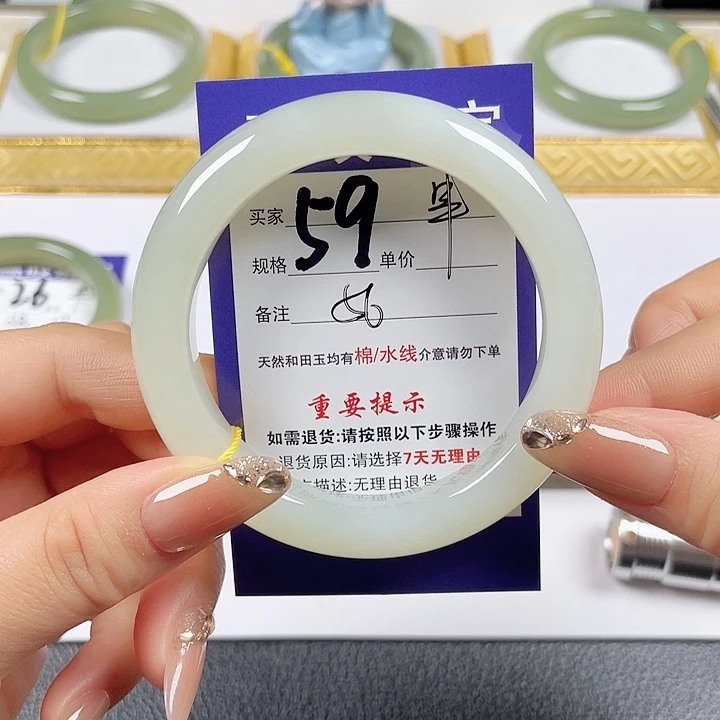 买家 59
规格 单价
备注
天然和田玉均有棉/水线介意请勿下单
重要提示
如需退货:请按照以下步骤操作
退货原因:请选择7天无理由
描述:无理由退货
26